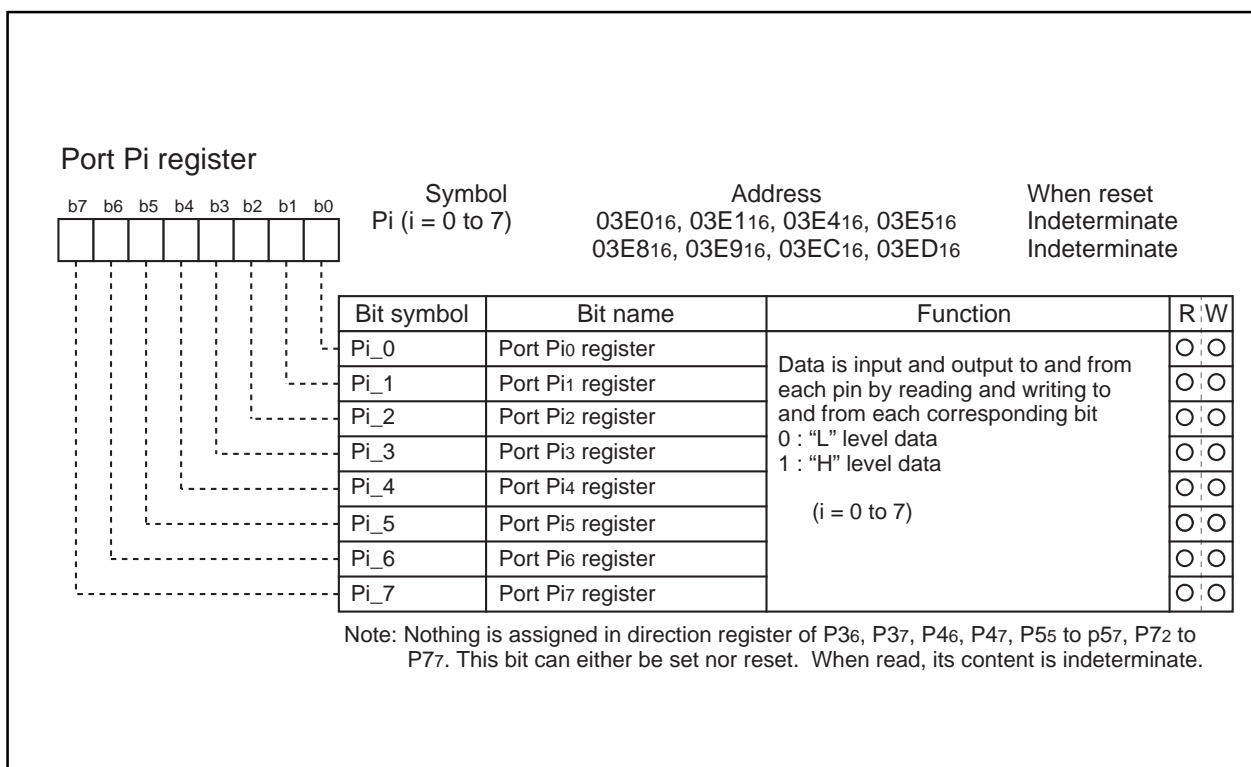 Port Pi register
b7 b6 b5 b4 b3 b2 b1 b0
Symbol Address When reset
Pi (i = 0 to 7) 03E016, 03E116, 03E416, 03E516 Indeterminate
03E816, 03E916, 03EC16, 03ED16 Indeterminate
Bit symbol Bit name Function R W
Pi_0 Port Pi0 register
Pi_1 Port Pi1 register
Pi_2 Port Pi2 register
Pi_3 Port Pi3 register
Pi_4 Port Pi4 register
Pi_5 Port Pi5 register
Pi_6 Port Pi6 register
Pi_7 Port Pi7 register
Data is input and output to and from
each pin by reading and writing to
and from each corresponding bit
0 : “L” level data
1 : “H” level data
(i = 0 to 7)
Note: Nothing is assigned in direction register of P36, P37, P46, P47, P55 to p57, P72 to
P77. This bit can either be set nor reset. When read, its content is indeterminate.